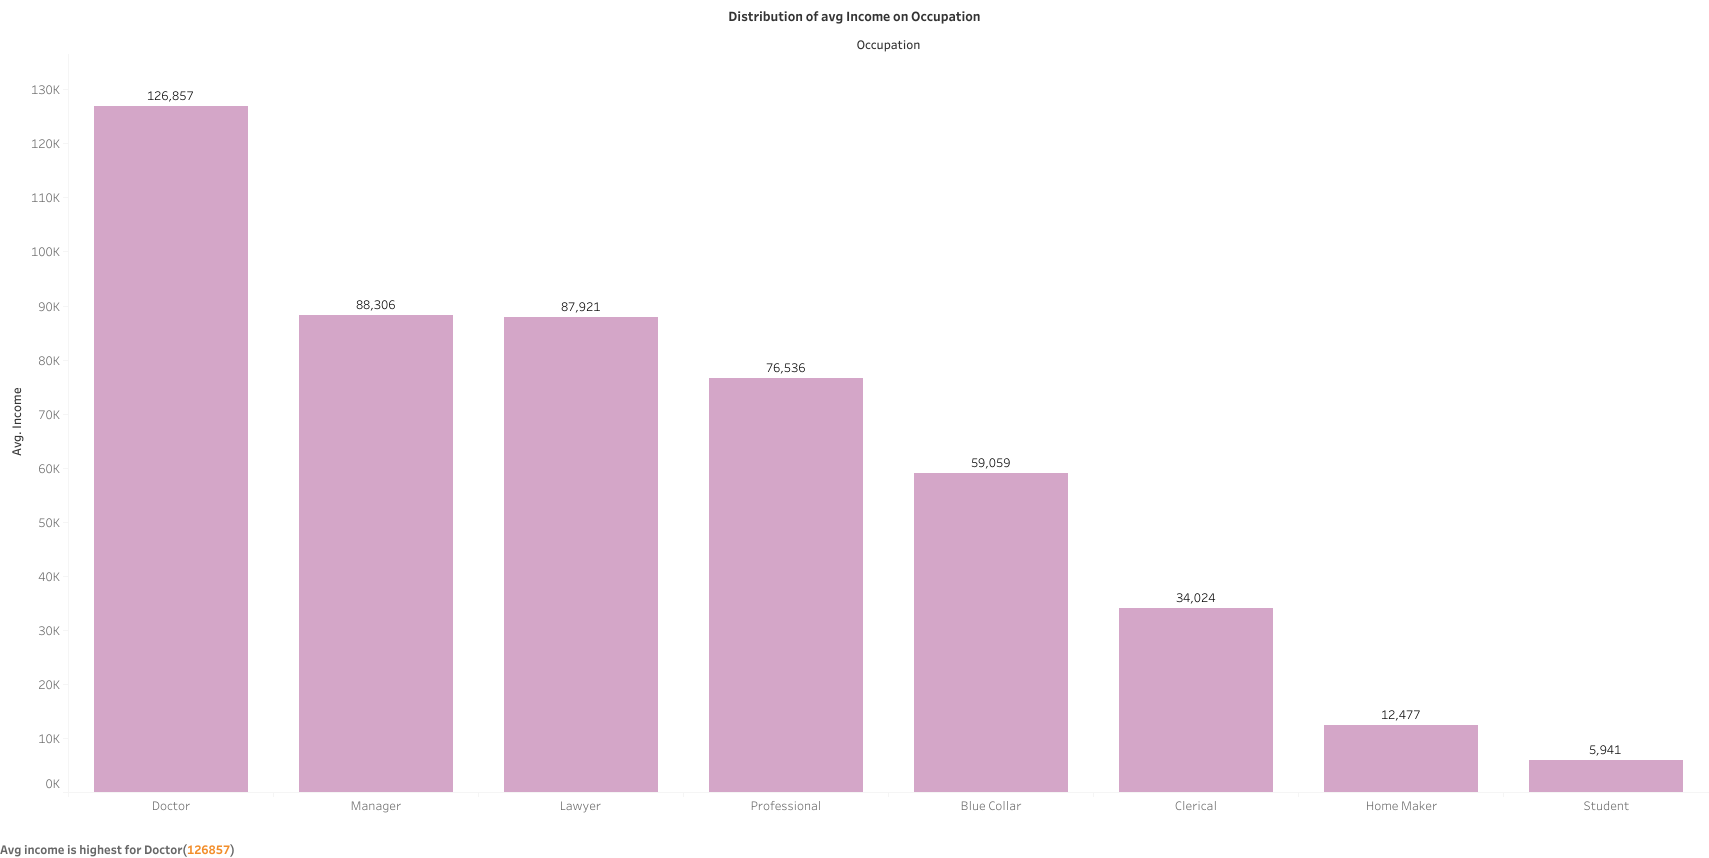 Distribution of avg Income on Occupation
Occupation
130K
120K
110K
100K
90K
80K
70K
60K
50K
40K
30K
20K
10K
0K
Avg. Income
126,857
88,306
87,921
76,536
59,059
34,024
12,477
5,941
Doctor
Manager
Lawyer
Professional
Blue Collar
Clerical
Home Maker
Student
Avg income is highest for Doctor(126857)